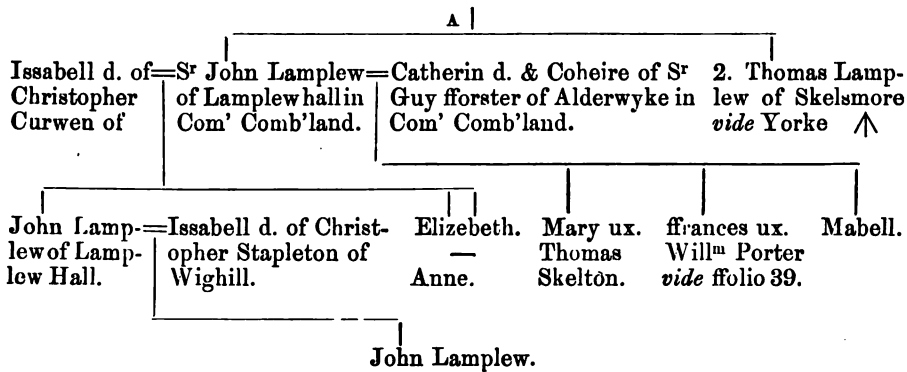 A
Issabell d. of=Sr John Lamplew=Catherin d. & Coheire of Sr 2. Thomas Lamp-
Christopher of Lamplew hall in Guy fforster of Alderwyke in lew of Skelsmore
Curwen of Com' Comb'land. Com' Comb'land. vide Yorke
John Lamp-=Issabell d. of Christ- Elizebeth. Mary ux. ffrances ux. Mabell.
lew of Lamp- opher Stapleton of — Thomas Willm Porter
lew Hall. Wighill. Anne. Skelton. vide ffolio 39.
John Lamplew.